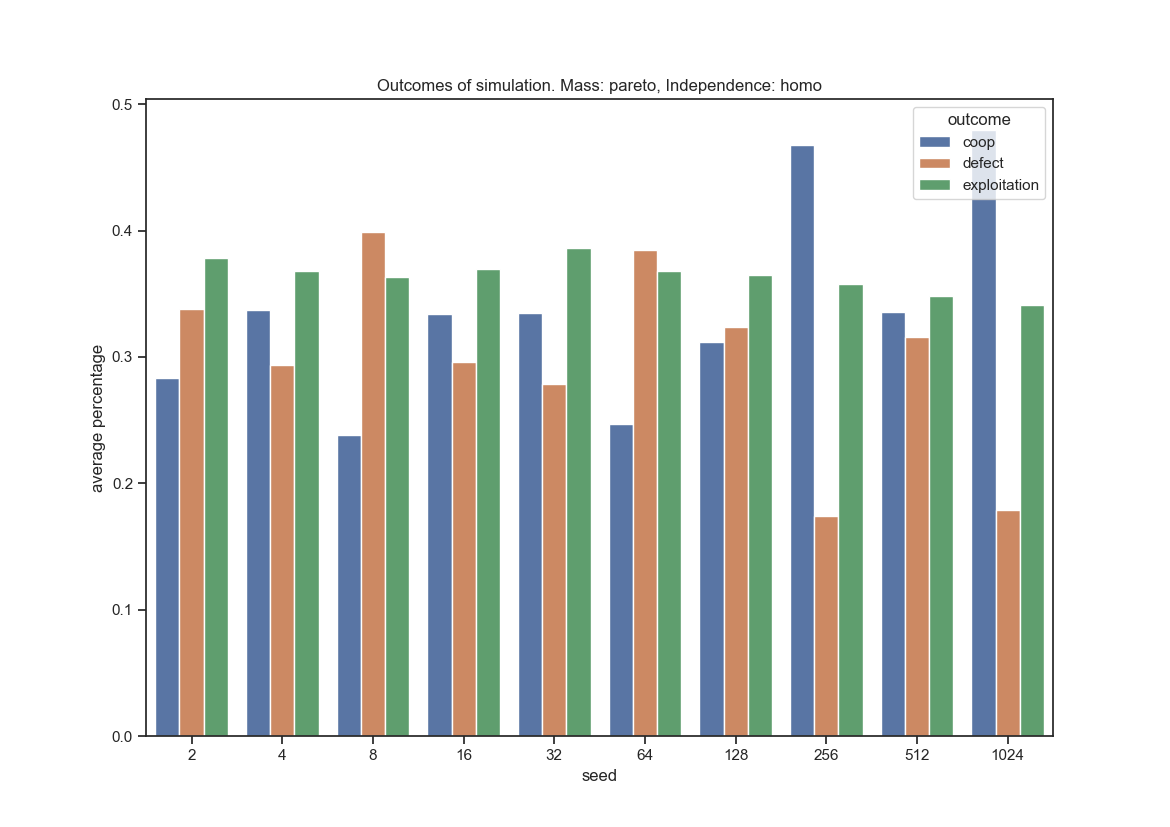 Outcomes of simulation. Mass: pareto, Independence: homo
0.5
0.4
0.3
0.2
0.1
0.0
average percentage
outcome
coop
defect
exploitation
2 4 8 16 32 64 128 256 512 1024
seed